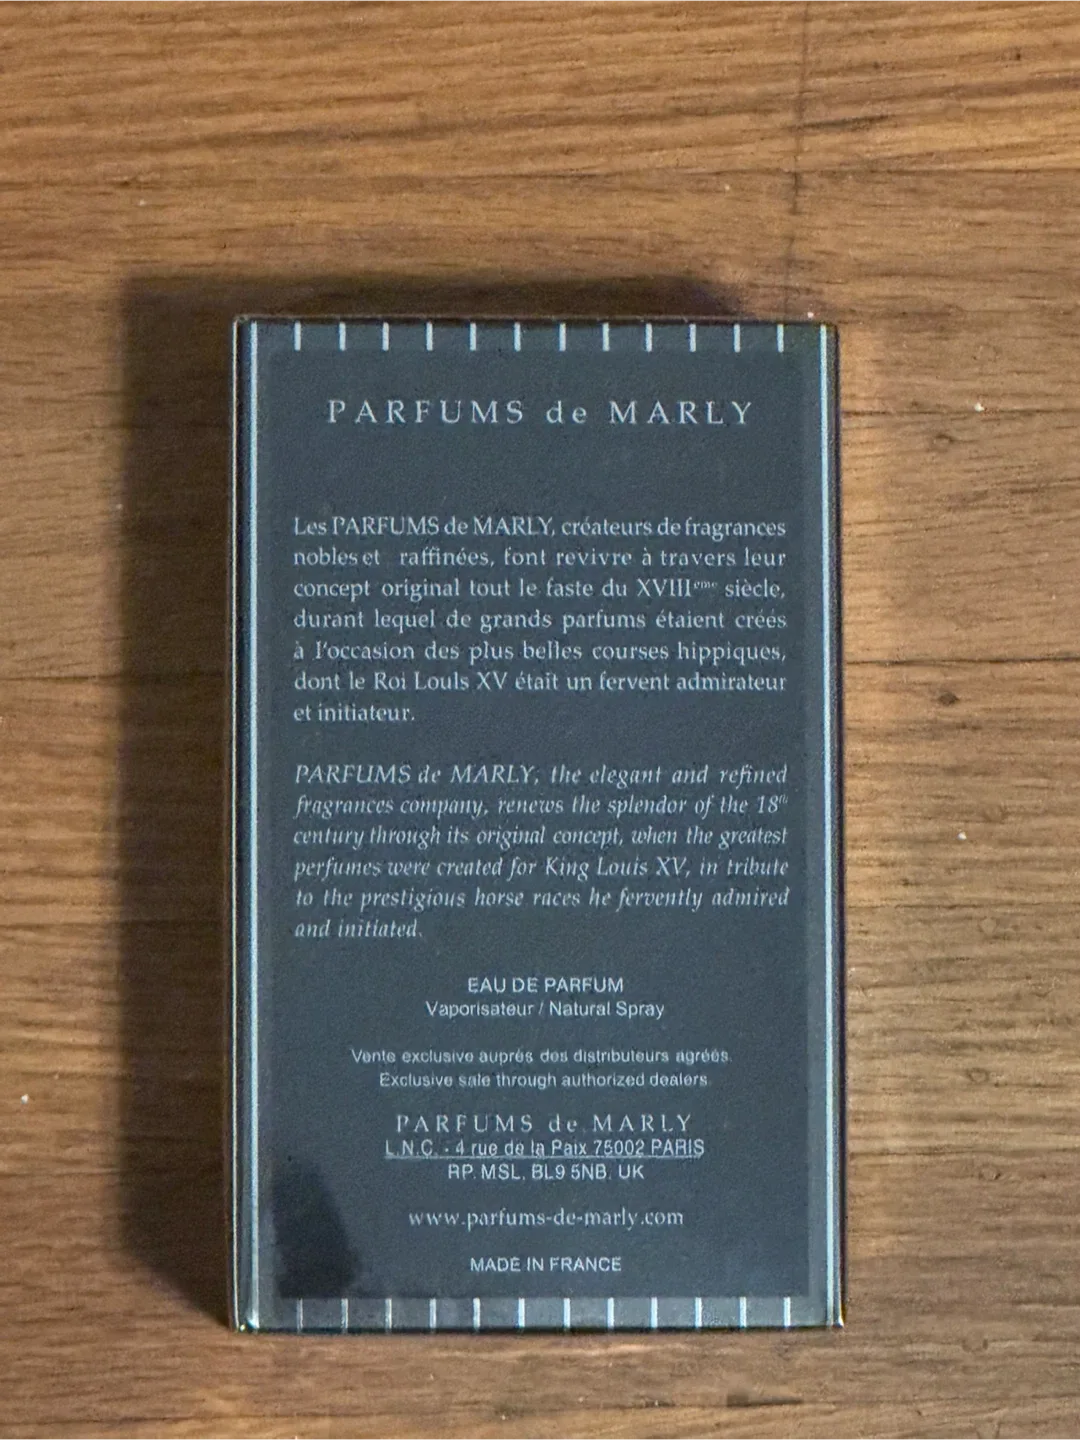 PARFUMS de MARLY
Les PARFUMS de MARLY, créateurs de fragrances
nobles et raffinées, font revivre à travers leur
concept original tout le faste du XVIIIeme siècle,
durant lequel de grands parfums étaient créés
à l'occasion des plus belles courses hippiques,
dont le Roi Louis XV était un fervent admirateur
et initiateur.
PARFUMS de MARLY, the elegant and refined
fragrances company, renews the splendor of the 18th
century through its original concept, when the greatest
perfumes were created for King Louis XV, in tribute
to the prestigious horse races he fervently admired
and initiated.
EAU DE PARFUM
Vaporisateur / Natural Spray
Vente exclusive auprés des distributeurs agréés.
Exclusive sale through authorized dealers.
PARFUMS de MARLY
L.N.C. - 4 rue de la Paix 75002 PARIS
RP. MSL. BL9 5NB. UK
www.parfums-de-marly.com
MADE IN FRANCE